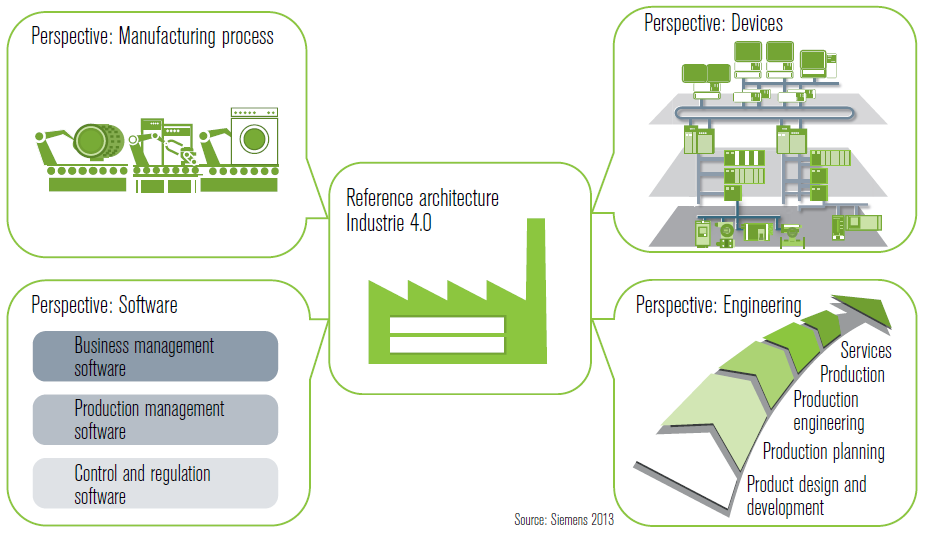 Perspective: Manufacturing process
Perspective: Devices
Reference architecture
Industrie 4.0
Perspective: Software
Business management
software
Production management
software
Control and regulation
software
Perspective: Engineering
Services
Production
Production
engineering
Production planning
Product design and
development
Source: Siemens 2013